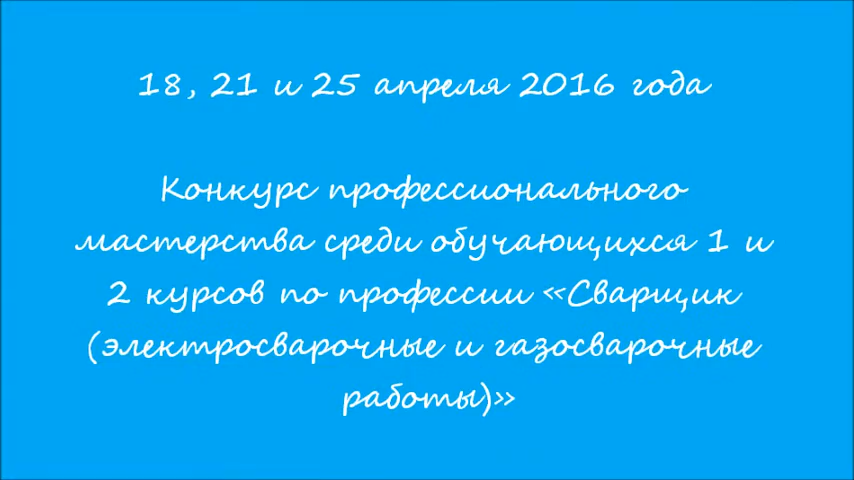 18, 21 и 25 апреля 2016 года
Конкурс профессионального
мастерства среди обучающихся 1 и
2 курсов по профессии «Сварщик
(электросварочные и газосварочные
работы)»